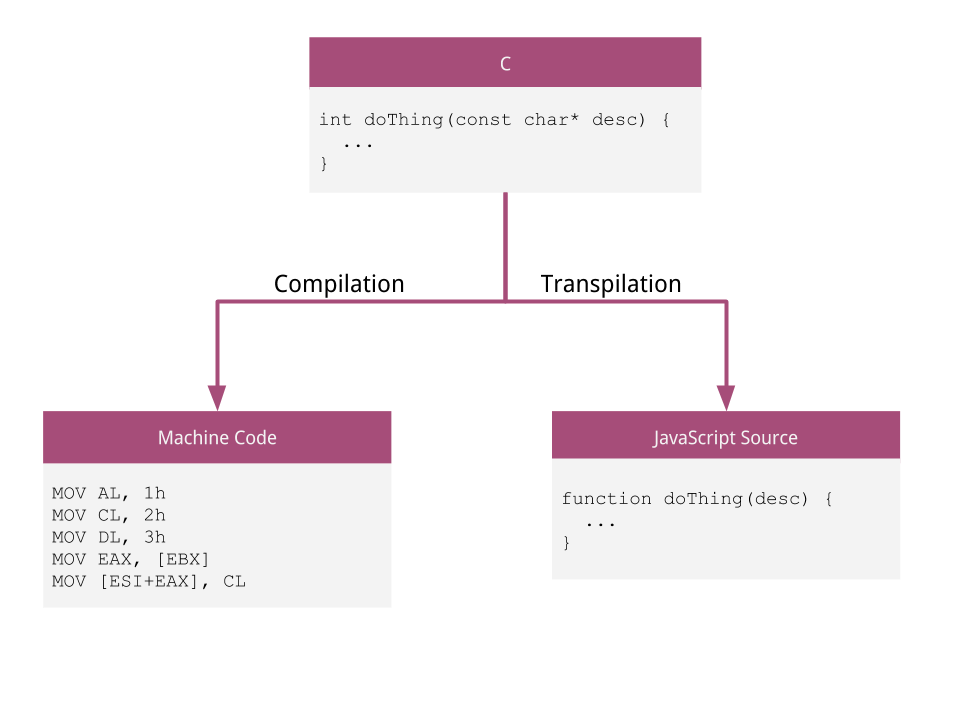 C
int doThing(const char* desc) {
  ...
}
Compilation
Transpilation
Machine Code
MOV AL, 1h
MOV CL, 2h
MOV DL, 3h
MOV EAX, [EBX]
MOV [ESI+EAX], CL
JavaScript Source
function doThing(desc) {
  ...
}